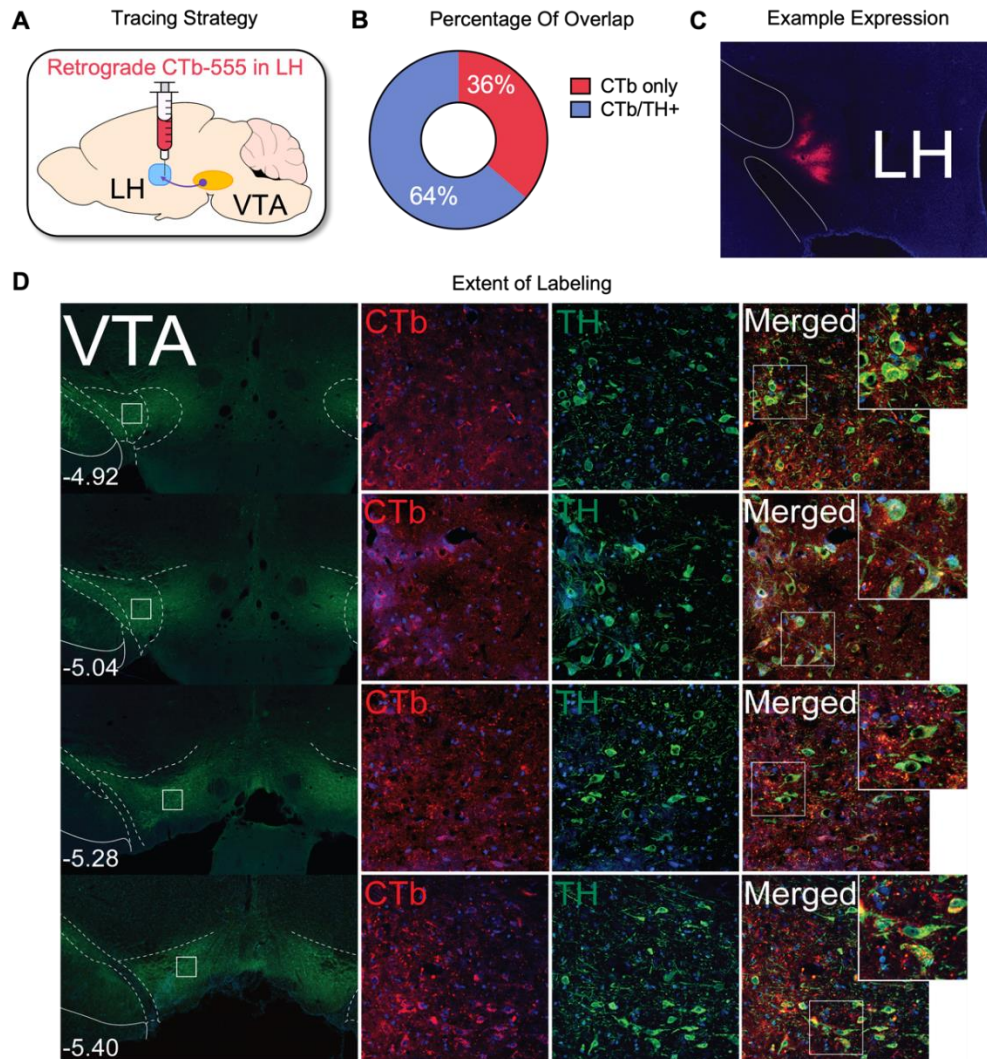 A Tracing Strategy
Retrograde CTb-555 in LH
LH
VTA
B Percentage Of Overlap
36%
64%
CTb only
CTb/TH+
C Example Expression
LH
D Extent of Labeling
VTA
-4.92
CTb
TH
Merged
-5.04
CTb
TH
Merged
-5.28
CTb
TH
Merged
-5.40
CTb
TH
Merged